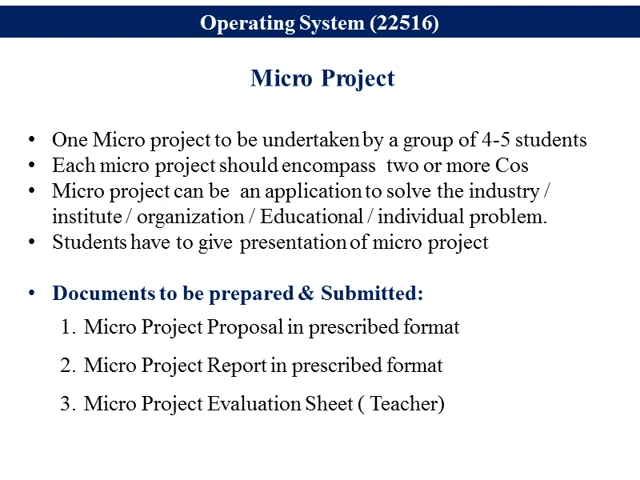 Operating System (22516)
Micro Project
• One Micro project to be undertaken by a group of 4-5 students
• Each micro project should encompass two or more Cos
• Micro project can be an application to solve the industry /
institute / organization / Educational / individual problem.
• Students have to give presentation of micro project
• Documents to be prepared & Submitted:
1. Micro Project Proposal in prescribed format
2. Micro Project Report in prescribed format
3. Micro Project Evaluation Sheet ( Teacher)